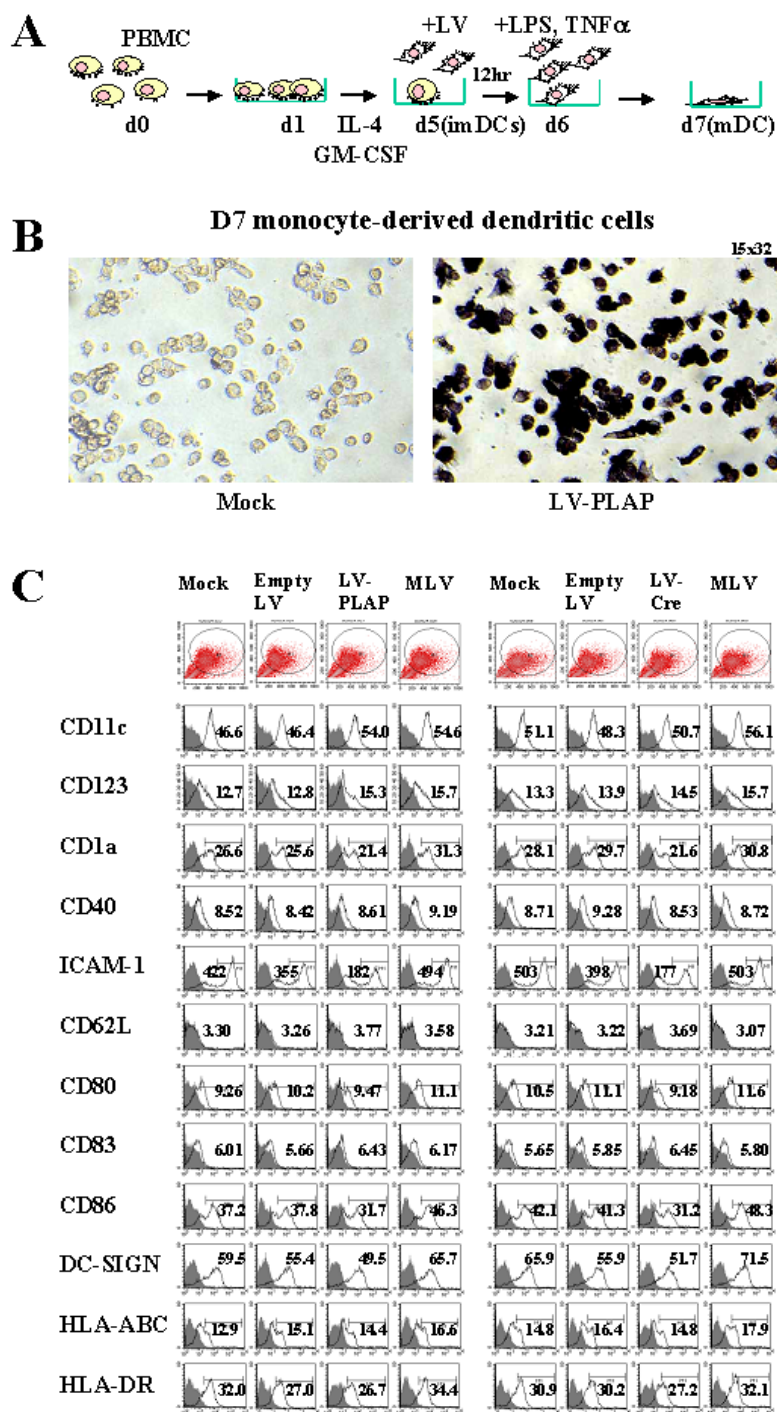 A
PBMC
+LV
+LPS, TNFα
12hr
d0
d1
IL-4
GM-CSF
d5(imDCs)
d6
d7(mDC)
B
D7 monocyte-derived dendritic cells
15x32
Mock
LV-PLAP
C
Mock Empty LV LV-PLAP MLV Mock Empty LV LV-Cre MLV
CD11c 46.6 46.4 54.0 54.6 51.1 48.3 50.7 56.1
CD123 12.7 12.8 15.3 15.7 13.3 13.9 14.5 15.7
CD1a 26.6 25.6 21.4 31.3 28.1 29.7 21.6 30.8
CD40 8.52 8.42 8.61 9.19 8.71 9.28 8.53 8.72
ICAM-1 422 355 182 494 503 398 177 503
CD62L 3.30 3.26 3.77 3.58 3.21 3.22 3.69 3.07
CD80 9.26 10.2 9.47 11.1 10.5 11.1 9.18 11.6
CD83 6.01 5.66 6.43 6.17 5.65 5.85 6.45 5.80
CD86 37.2 37.8 31.7 46.3 42.1 41.3 31.2 48.3
DC-SIGN 59.5 55.4 49.5 65.7 65.9 55.9 51.7 71.5
HLA-ABC 12.9 15.1 14.4 16.6 14.8 16.4 14.8 17.9
HLA-DR 32.0 27.0 26.7 34.4 30.9 30.2 27.2 32.1